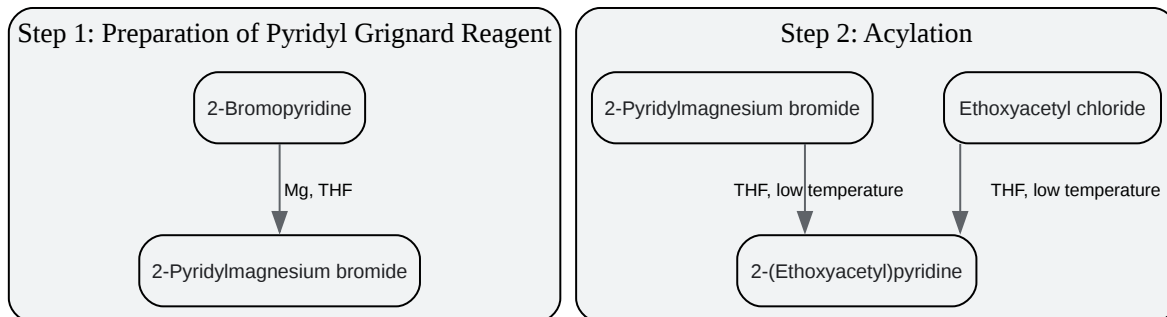 Step 1: Preparation of Pyridyl Grignard Reagent
2-Bromopyridine
Mg, THF
2-Pyridylmagnesium bromide
Step 2: Acylation
2-Pyridylmagnesium bromide
Ethoxyacetyl chloride
THF, low temperature
THF, low temperature
2-(Ethoxyacetyl)pyridine